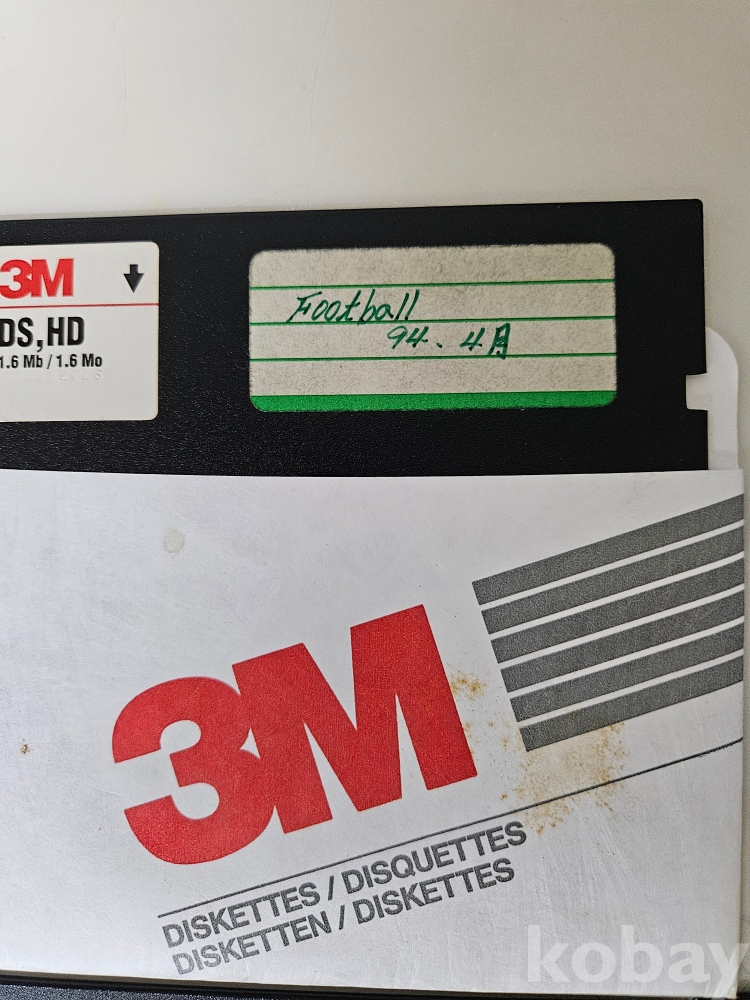 3M
DS,HD
1.6 Mb / 1.6 Mo
Football
94. 4月
3M
DISKETTES / DISQUETTES
DISKETTEN / DISKETTES
kobay